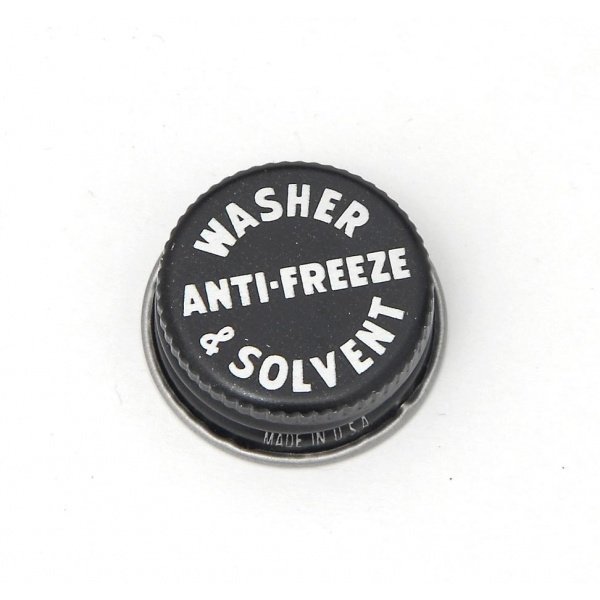 WASHER
ANTI-FREEZE
& SOLVENT
MADE IN U.S.A